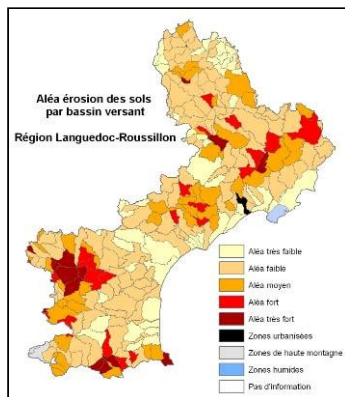 Aléa érosion des sols
par bassin versant
Région Languedoc-Roussillon
Aléa très faible
Aléa faible
Aléa moyen
Aléa fort
Aléa très fort
Zones urbanisées
Zones de haute montagne
Zones humides
Pas d'information